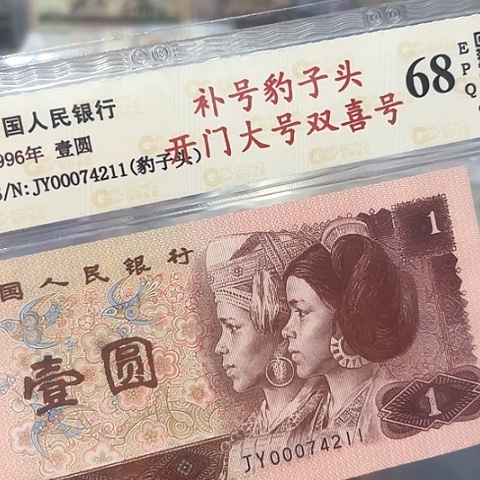 国人民银行
1996年 壹圆
S/N:JY00074211(豹子头)
补号豹子头
开门大号双喜号
68
EPQ
国人民银行
1
壹圆
1
JY00074211